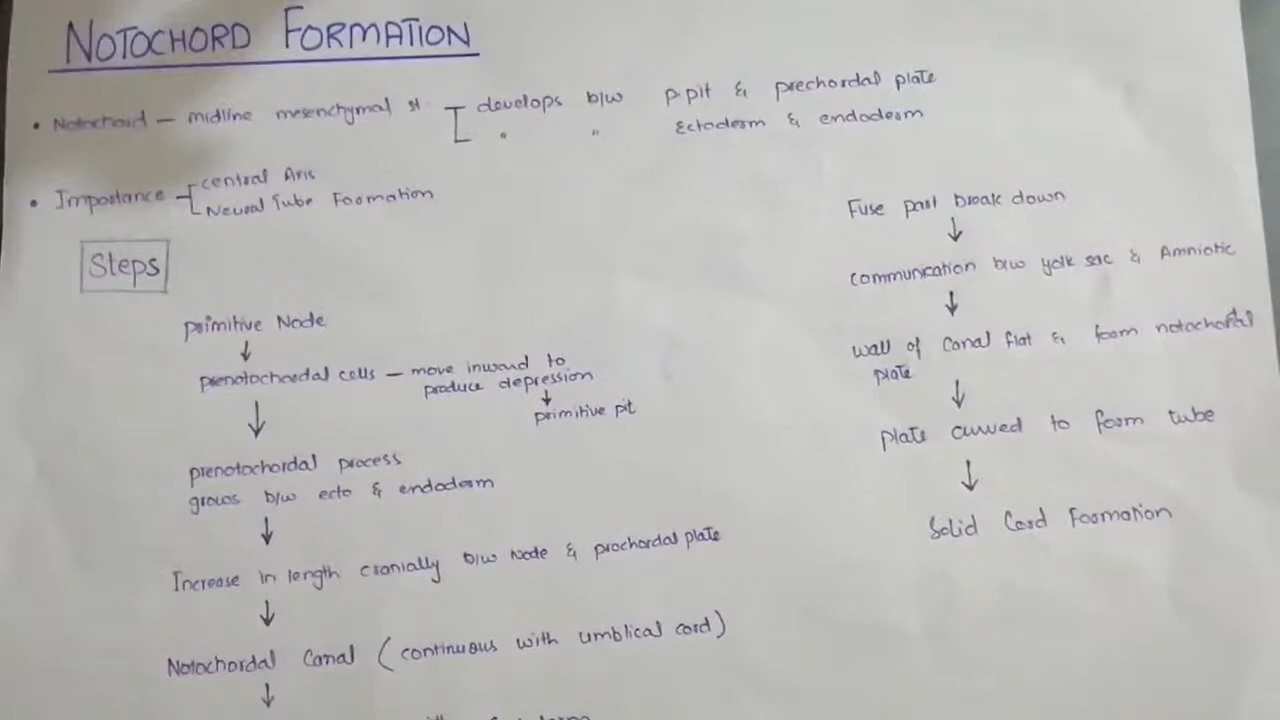 NOTOCHORD FORMATION
• Notochord – midline mesenchymal st. develops b/w p.pit & prechordal plate
" " Ectoderm & endoderm
• Importance central Axis
Neural Tube Formation
Steps
primitive Node
↓
prenotochordal cells – move inward to
produce depression
↓
primitive pit
↓
prenotochordal process
grows b/w ecto & endoderm
↓
Increase in length cranially b/w Node & prochordal plate
↓
Notochordal Canal (continuous with umblical cord)
↓
Fuse part break down
↓
communication b/w yolk sac & Amniotic
↓
wall of canal flat & form notochordal
plate
↓
plate curved to form tube
↓
Solid Cord Formation